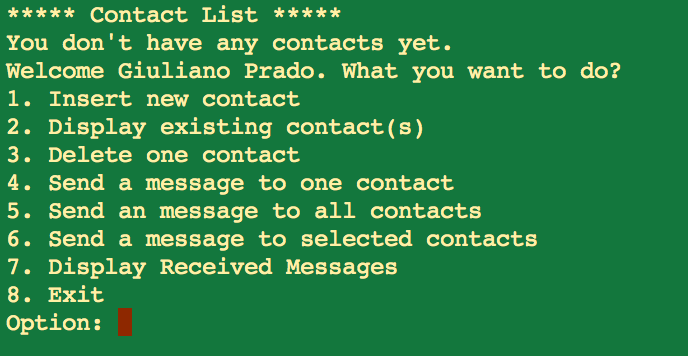 ***** Contact List *****
You don't have any contacts yet.
Welcome Giuliano Prado. What you want to do?
1. Insert new contact
2. Display existing contact(s)
3. Delete one contact
4. Send a message to one contact
5. Send an message to all contacts
6. Send a message to selected contacts
7. Display Received Messages
8. Exit
Option: